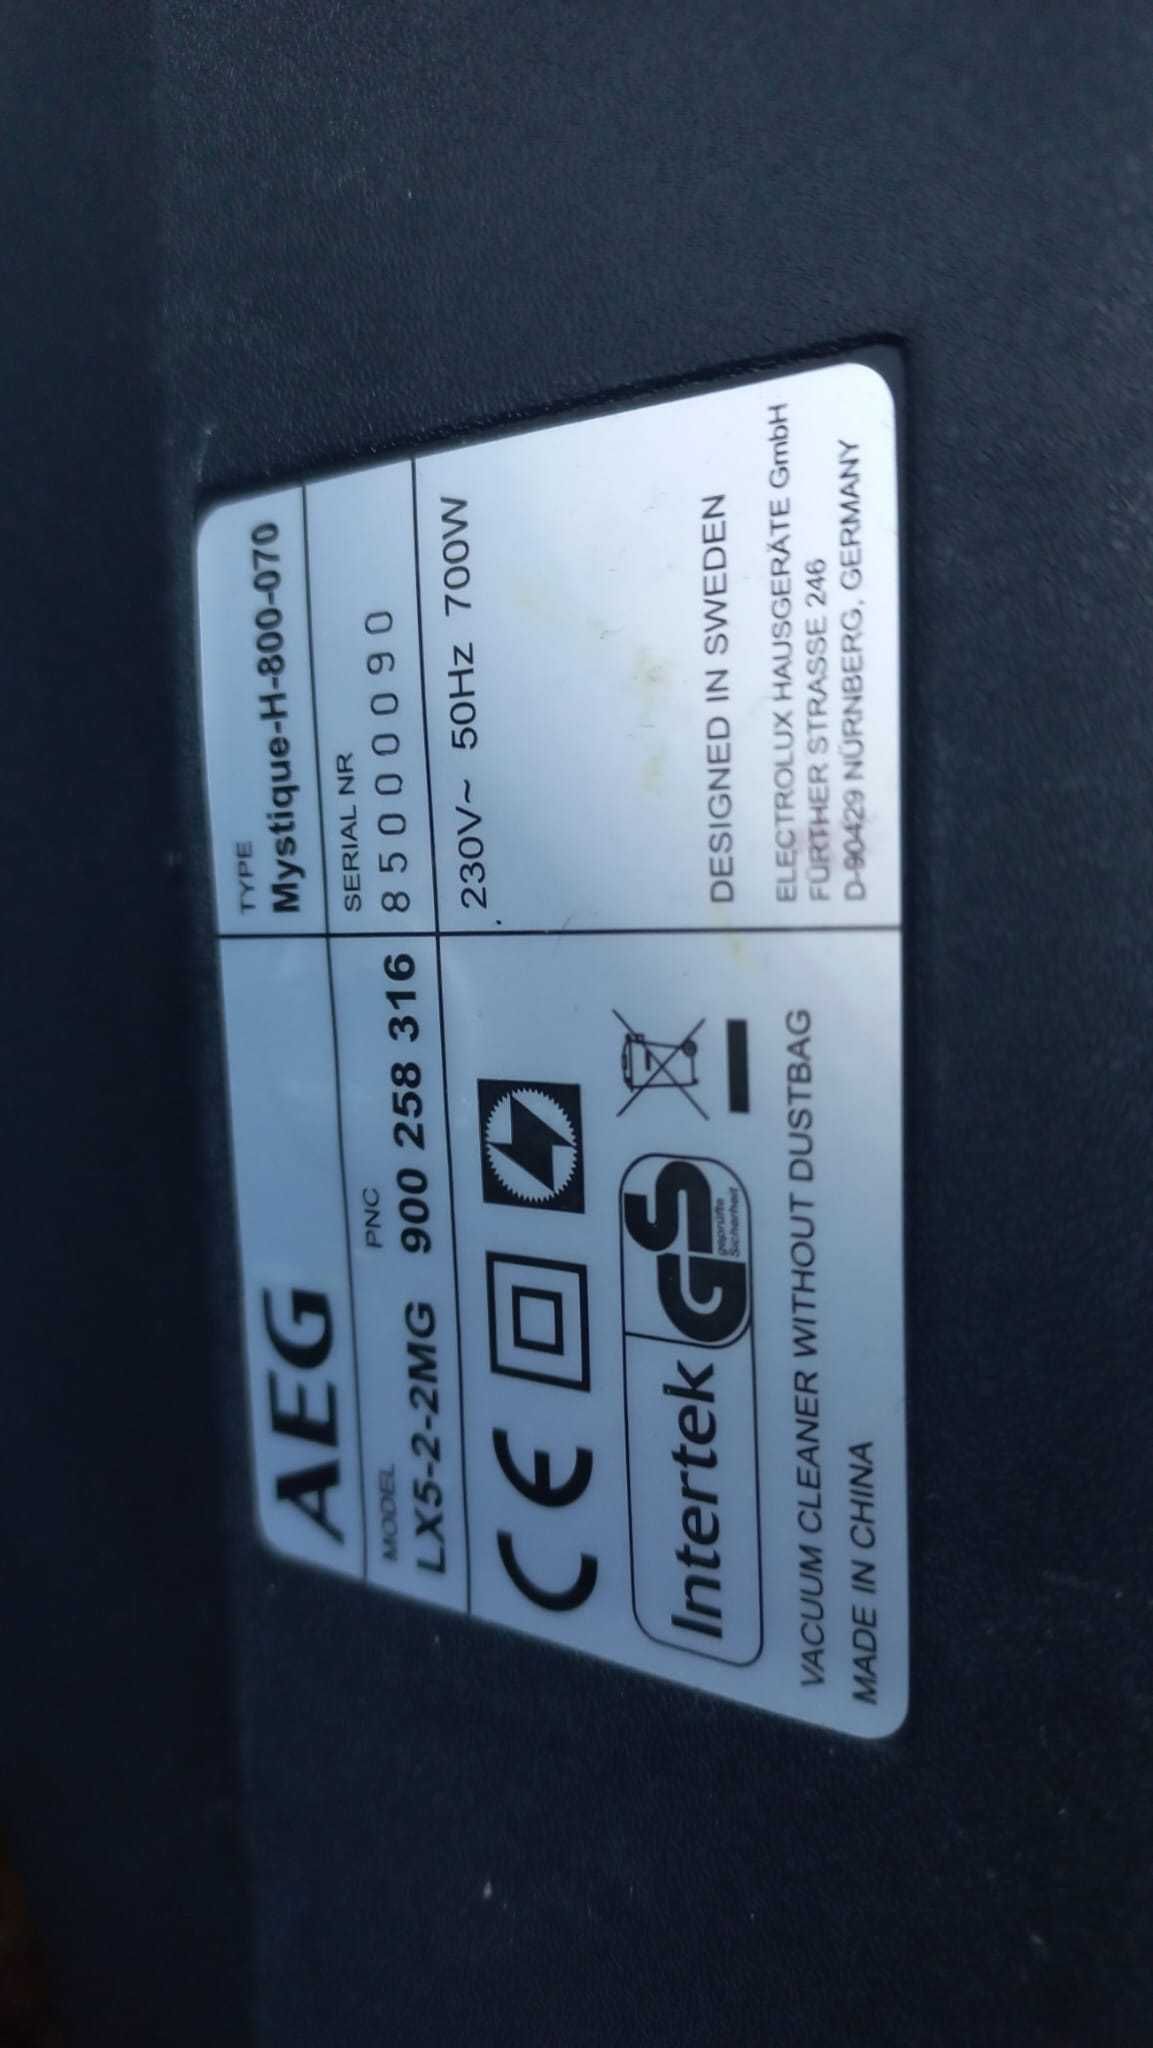 AEG
TYPE
Mystique-H-800-070
MODEL
PNC
LX5-2-2MG 900 258 316
SERIAL NR
85000090
230V~ 50Hz 700W
CE
Intertek
GS
geprüfte
Sicherheit
DESIGNED IN SWEDEN
VACUUM CLEANER WITHOUT DUSTBAG
MADE IN CHINA
ELECTROLUX HAUSGERÄTE GmbH
FÜRTHER STRASSE 246
D-90429 NÜRNBERG, GERMANY